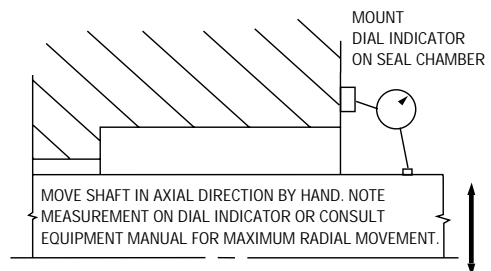 MOUNT
DIAL INDICATOR
ON SEAL CHAMBER
MOVE SHAFT IN AXIAL DIRECTION BY HAND. NOTE
MEASUREMENT ON DIAL INDICATOR OR CONSULT
EQUIPMENT MANUAL FOR MAXIMUM RADIAL MOVEMENT.